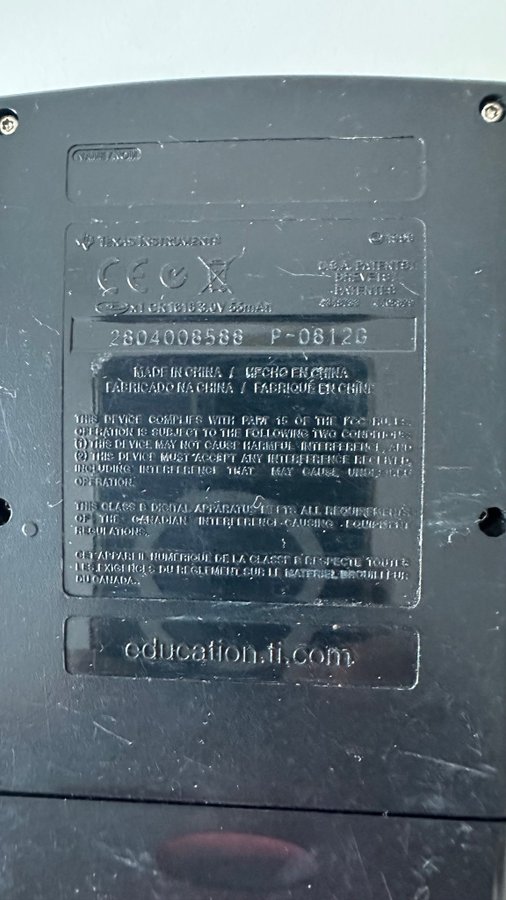 TEXAS INSTRUMENTS
CE
2804008588 P-0812G
MADE IN CHINA / HECHO EN CHINA
FABRICADO NA CHINA / FABRIQUÉ EN CHINE
THIS DEVICE COMPLIES WITH PART 15 OF THE FCC RULES.
OPERATION IS SUBJECT TO THE FOLLOWING TWO CONDITIONS:
(1) THIS DEVICE MAY NOT CAUSE HARMFUL INTERFERENCE, AND
(2) THIS DEVICE MUST ACCEPT ANY INTERFERENCE RECEIVED,
INCLUDING INTERFERENCE THAT MAY CAUSE UNDESIRED
OPERATION.
THIS CLASS B DIGITAL APPARATUS MEETS ALL REQUIREMENTS
OF THE CANADIAN INTERFERENCE-CAUSING EQUIPMENT
REGULATIONS.
CET APPAREIL NUMERIQUE DE LA CLASSE B RESPECTE TOUTES
LES EXIGENCES DU REGLEMENT SUR LE MATERIEL BROUILLEUR
DU CANADA.
education.ti.com